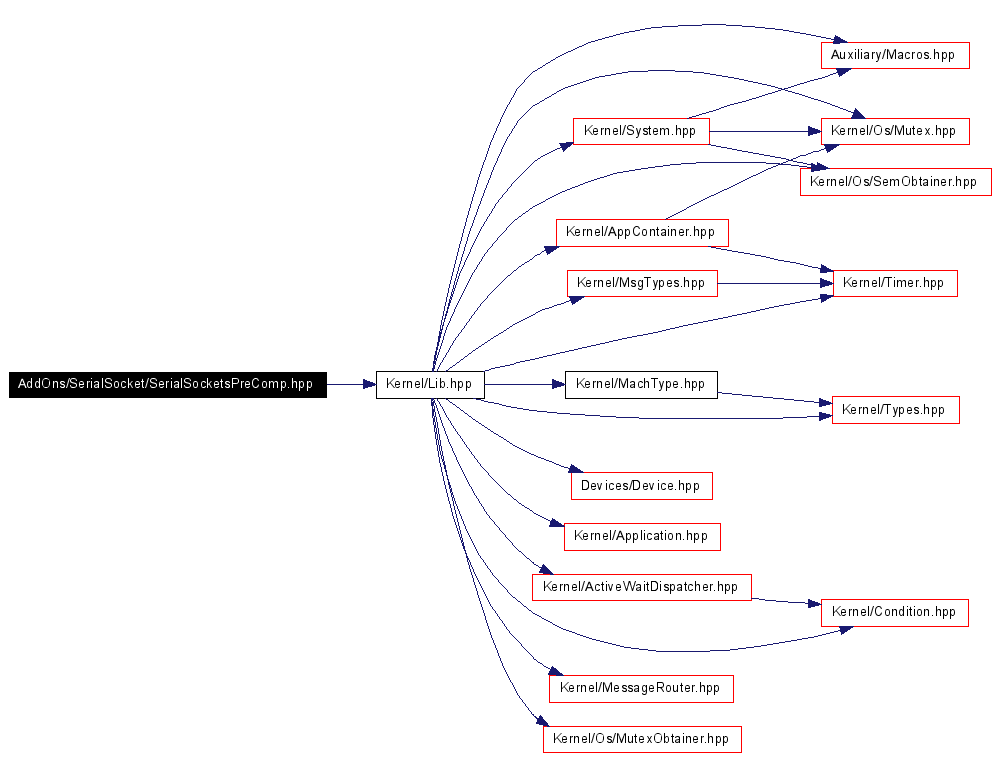 Auxiliary/Macros.hpp
Kernel/System.hpp
Kernel/Os/Mutex.hpp
Kernel/Os/SemObtainer.hpp
Kernel/AppContainer.hpp
Kernel/MsgTypes.hpp
Kernel/Timer.hpp
AddOns/SerialSocket/SerialSocketsPreComp.hpp
Kernel/Lib.hpp
Kernel/MachType.hpp
Kernel/Types.hpp
Devices/Device.hpp
Kernel/Application.hpp
Kernel/ActiveWaitDispatcher.hpp
Kernel/Condition.hpp
Kernel/MessageRouter.hpp
Kernel/Os/MutexObtainer.hpp